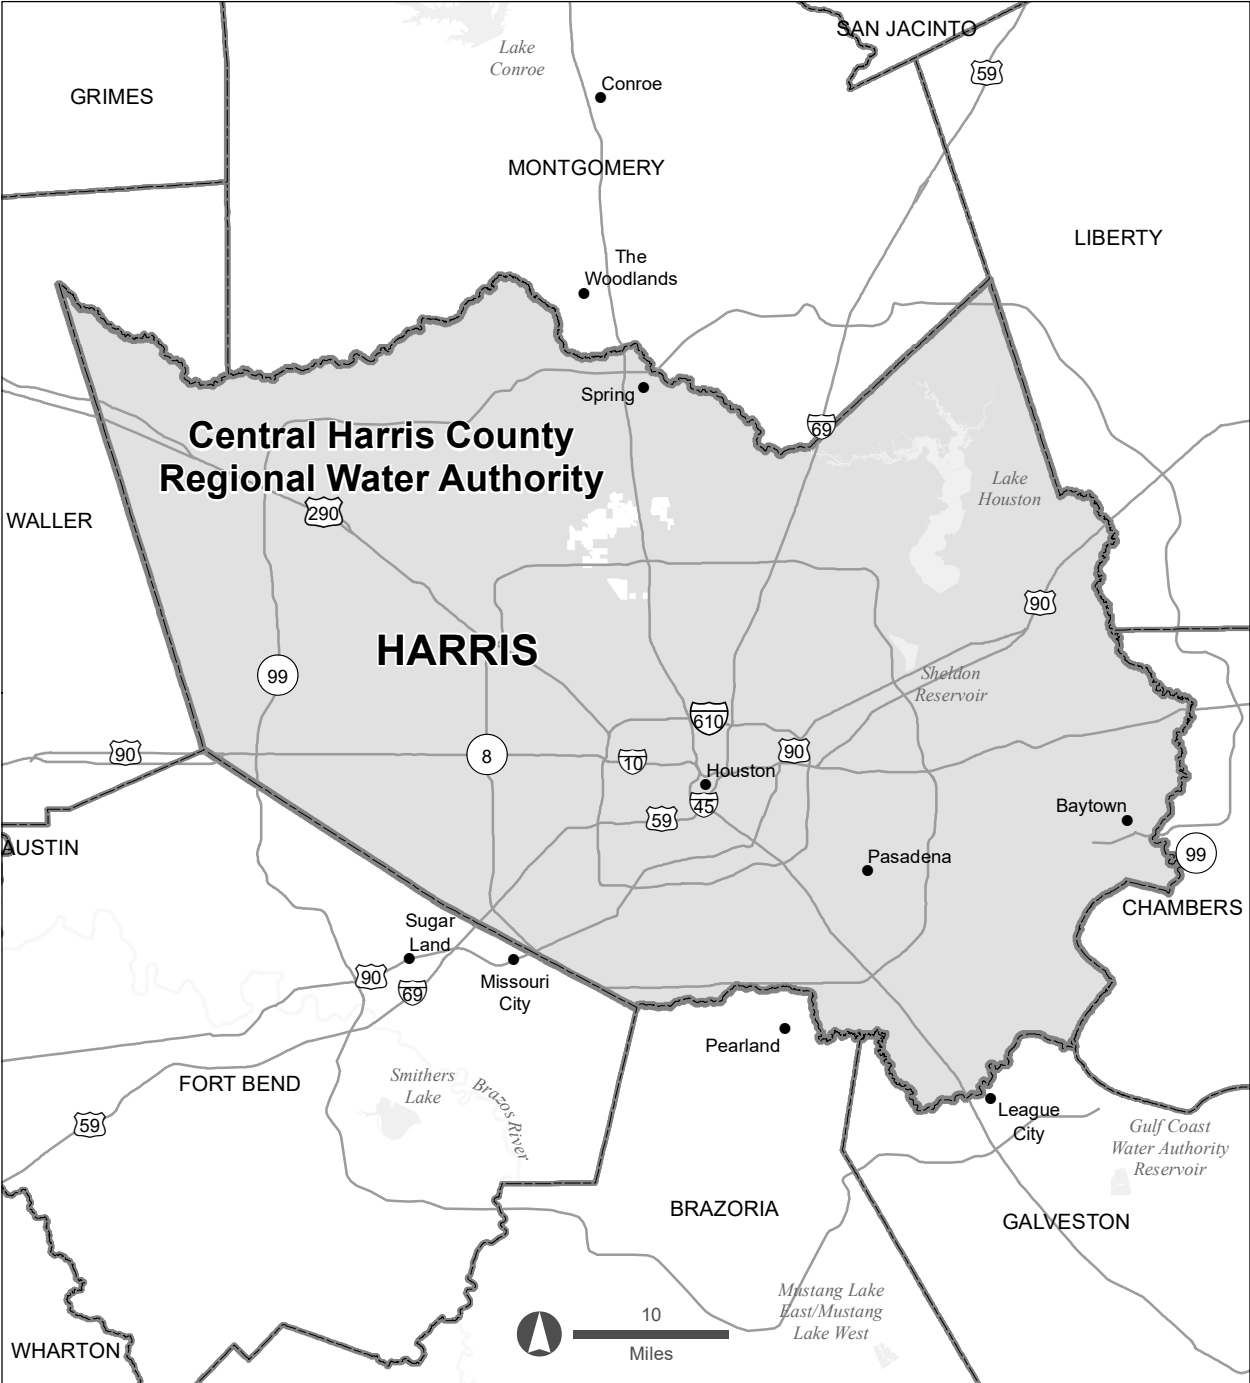 SAN JACINTO
Lake
Conroe
59
Conroe
GRIMES
MONTGOMERY
LIBERTY
The
Woodlands
Spring
69
Central Harris County
Regional Water Authority
Lake
Houston
290
WALLER
90
HARRIS
99
Sheldon
Reservoir
610
90
8
10
90
Houston
45
59
Baytown
AUSTIN
Pasadena
99
CHAMBERS
Sugar
Land
90
69
Missouri
City
Pearland
FORT BEND
Smithers
Lake
Brazos River
59
League
City
Gulf Coast
Water Authority
Reservoir
BRAZORIA
GALVESTON
Mustang Lake
East/Mustang
Lake West
10
Miles
WHARTON